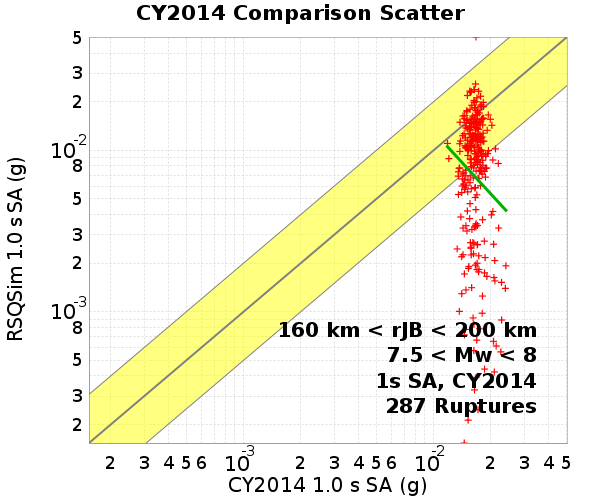 CY2014 Comparison Scatter
RSQSim 1.0 s SA (g)
5
3
2
10-2
8
5
3
2
10-3
8
5
3
2
160 km < rJB < 200 km
7.5 < Mw < 8
1s SA, CY2014
287 Ruptures
2 3 4 5 6 10-3 2 3 4 5 6 10-2 2 3 4 5
CY2014 1.0 s SA (g)